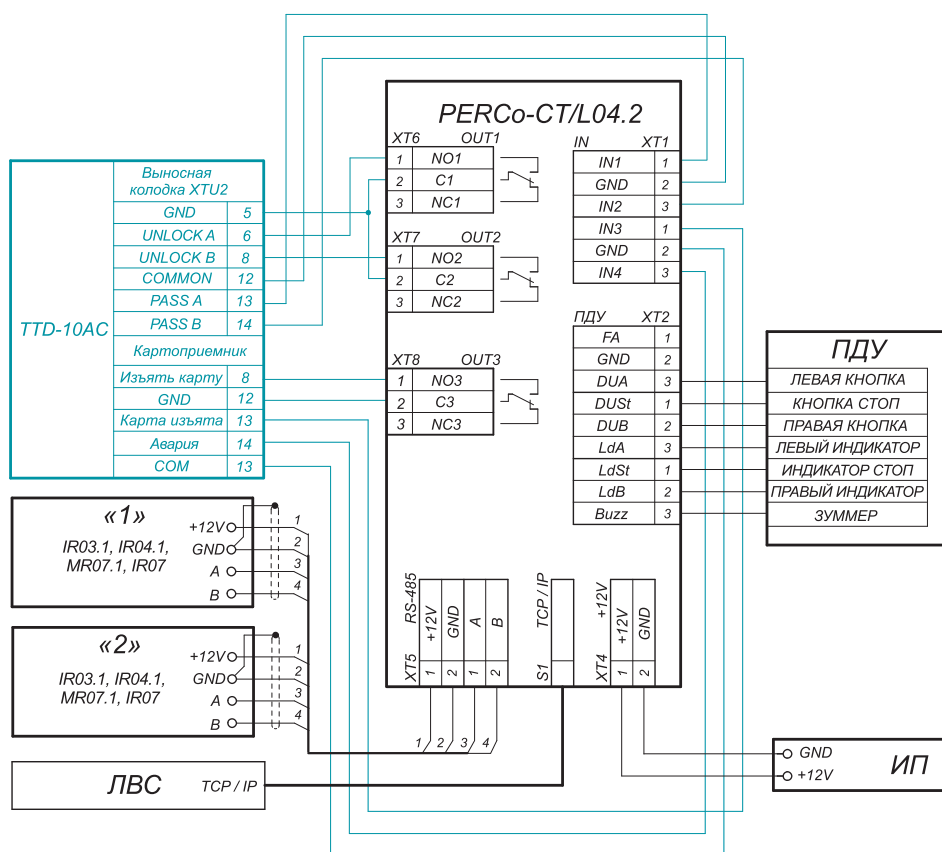 PERCo-CT/L04.2
XT6 OUT1
1 NO1
2 C1
3 NC1
XT7 OUT2
1 NO2
2 C2
3 NC2
XT8 OUT3
1 NO3
2 C3
3 NC3
IN XT1
IN1 1
GND 2
IN2 3
IN3 1
GND 2
IN4 3
ПДУ XT2
FA 1
GND 2
DUA 3
DUSt 1
DUB 2
LdA 3
LdSt 1
LdB 2
Buzz 3
TTD-10AC
Выносная
колодка XTU2
GND 5
UNLOCK A 6
UNLOCK B 8
COMMON 12
PASS A 13
PASS B 14
Картоприемник
Изъять карту 8
GND 12
Карта изъята 13
Авария 14
COM 13
ПДУ
ЛЕВАЯ КНОПКА
КНОПКА СТОП
ПРАВАЯ КНОПКА
ЛЕВЫЙ ИНДИКАТОР
ИНДИКАТОР СТОП
ПРАВЫЙ ИНДИКАТОР
ЗУММЕР
«1»
IR03.1, IR04.1,
MR07.1, IR07
+12V 1
GND 2
A 3
B 4
«2»
IR03.1, IR04.1,
MR07.1, IR07
+12V 1
GND 2
A 3
B 4
RS-485
XT5
+12V 1
GND 2
A 1
B 2
1 2 3 4
TCP / IP
S1
+12V
XT4
+12V 1
GND 2
ЛВС TCP / IP
ИП
GND
+12V